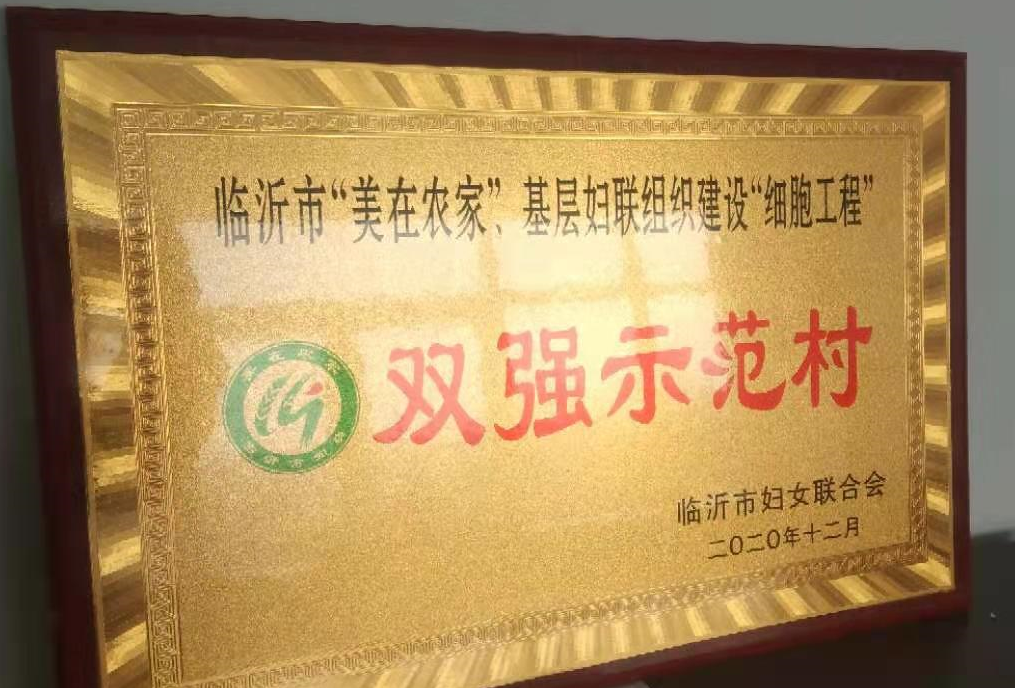 临沂市“美在农家”、基层妇联组织建设“细胞工程”
双强示范村
临沂市妇女联合会
二〇二〇年十二月